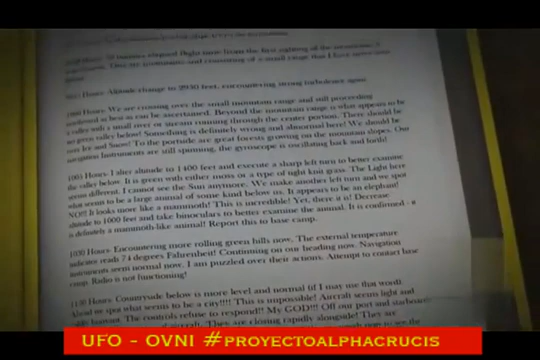 Hours- Altitude change to 2950 feet, encountering strong turbulence again.
1000 Hours- We are crossing over the small mountain range and still proceeding
northward as best as can be ascertained. Beyond the mountain range is what appears to be
a valley with a small river or stream running through the center portion. There should be
no green valley below! Something is definitely wrong and abnormal here! We should be
over Ice and Snow! To the portside are great forests growing on the mountain slopes. Our
navigation Instruments are still spinning, the gyroscope is oscillating back and forth!
1005 Hours- I alter altitude to 1400 feet and execute a sharp left turn to better examine
the valley below. It is green with either moss or a type of tight knit grass. The Light here
seems different. I cannot see the Sun anymore. We make another left turn and we spot
what seems to be a large animal of some kind below us. It appears to be an elephant!
NO!!! It looks more like a mammoth! This is incredible! Yet, there it is! Decrease
altitude to 1000 feet and take binoculars to better examine the animal. It is confirmed - it
is definitely a mammoth-like animal! Report this to base camp.
1030 Hours- Encountering more rolling green hills now. The external temperature
indicator reads 74 degrees Fahrenheit! Continuing on our heading now. Navigation
instruments seem normal now. I am puzzled over their actions. Attempt to contact base
camp. Radio is not functioning!
1130 Hours- Countryside below is more level and normal (if I may use that word).
Ahead we spot what seems to be a city!!!! This is impossible! Aircraft seems light and
oddly buoyant. The controls refuse to respond!! My GOD!!! Off our port and starboard
aircraft. They are closing rapidly alongside! They are
UFO - OVNI #PROYECTOALPHACRUCIS